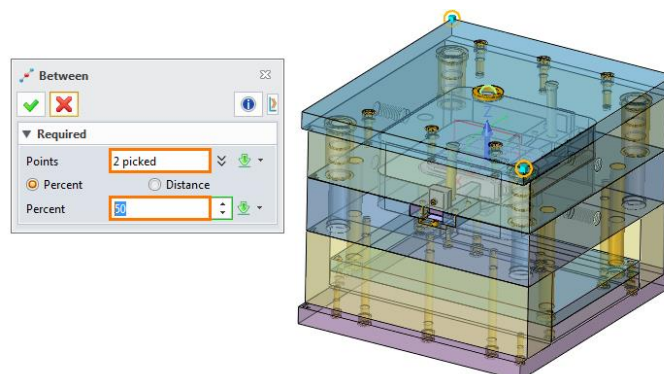 Between
Required
Points 2 picked
Percent Distance
Percent 50
Z